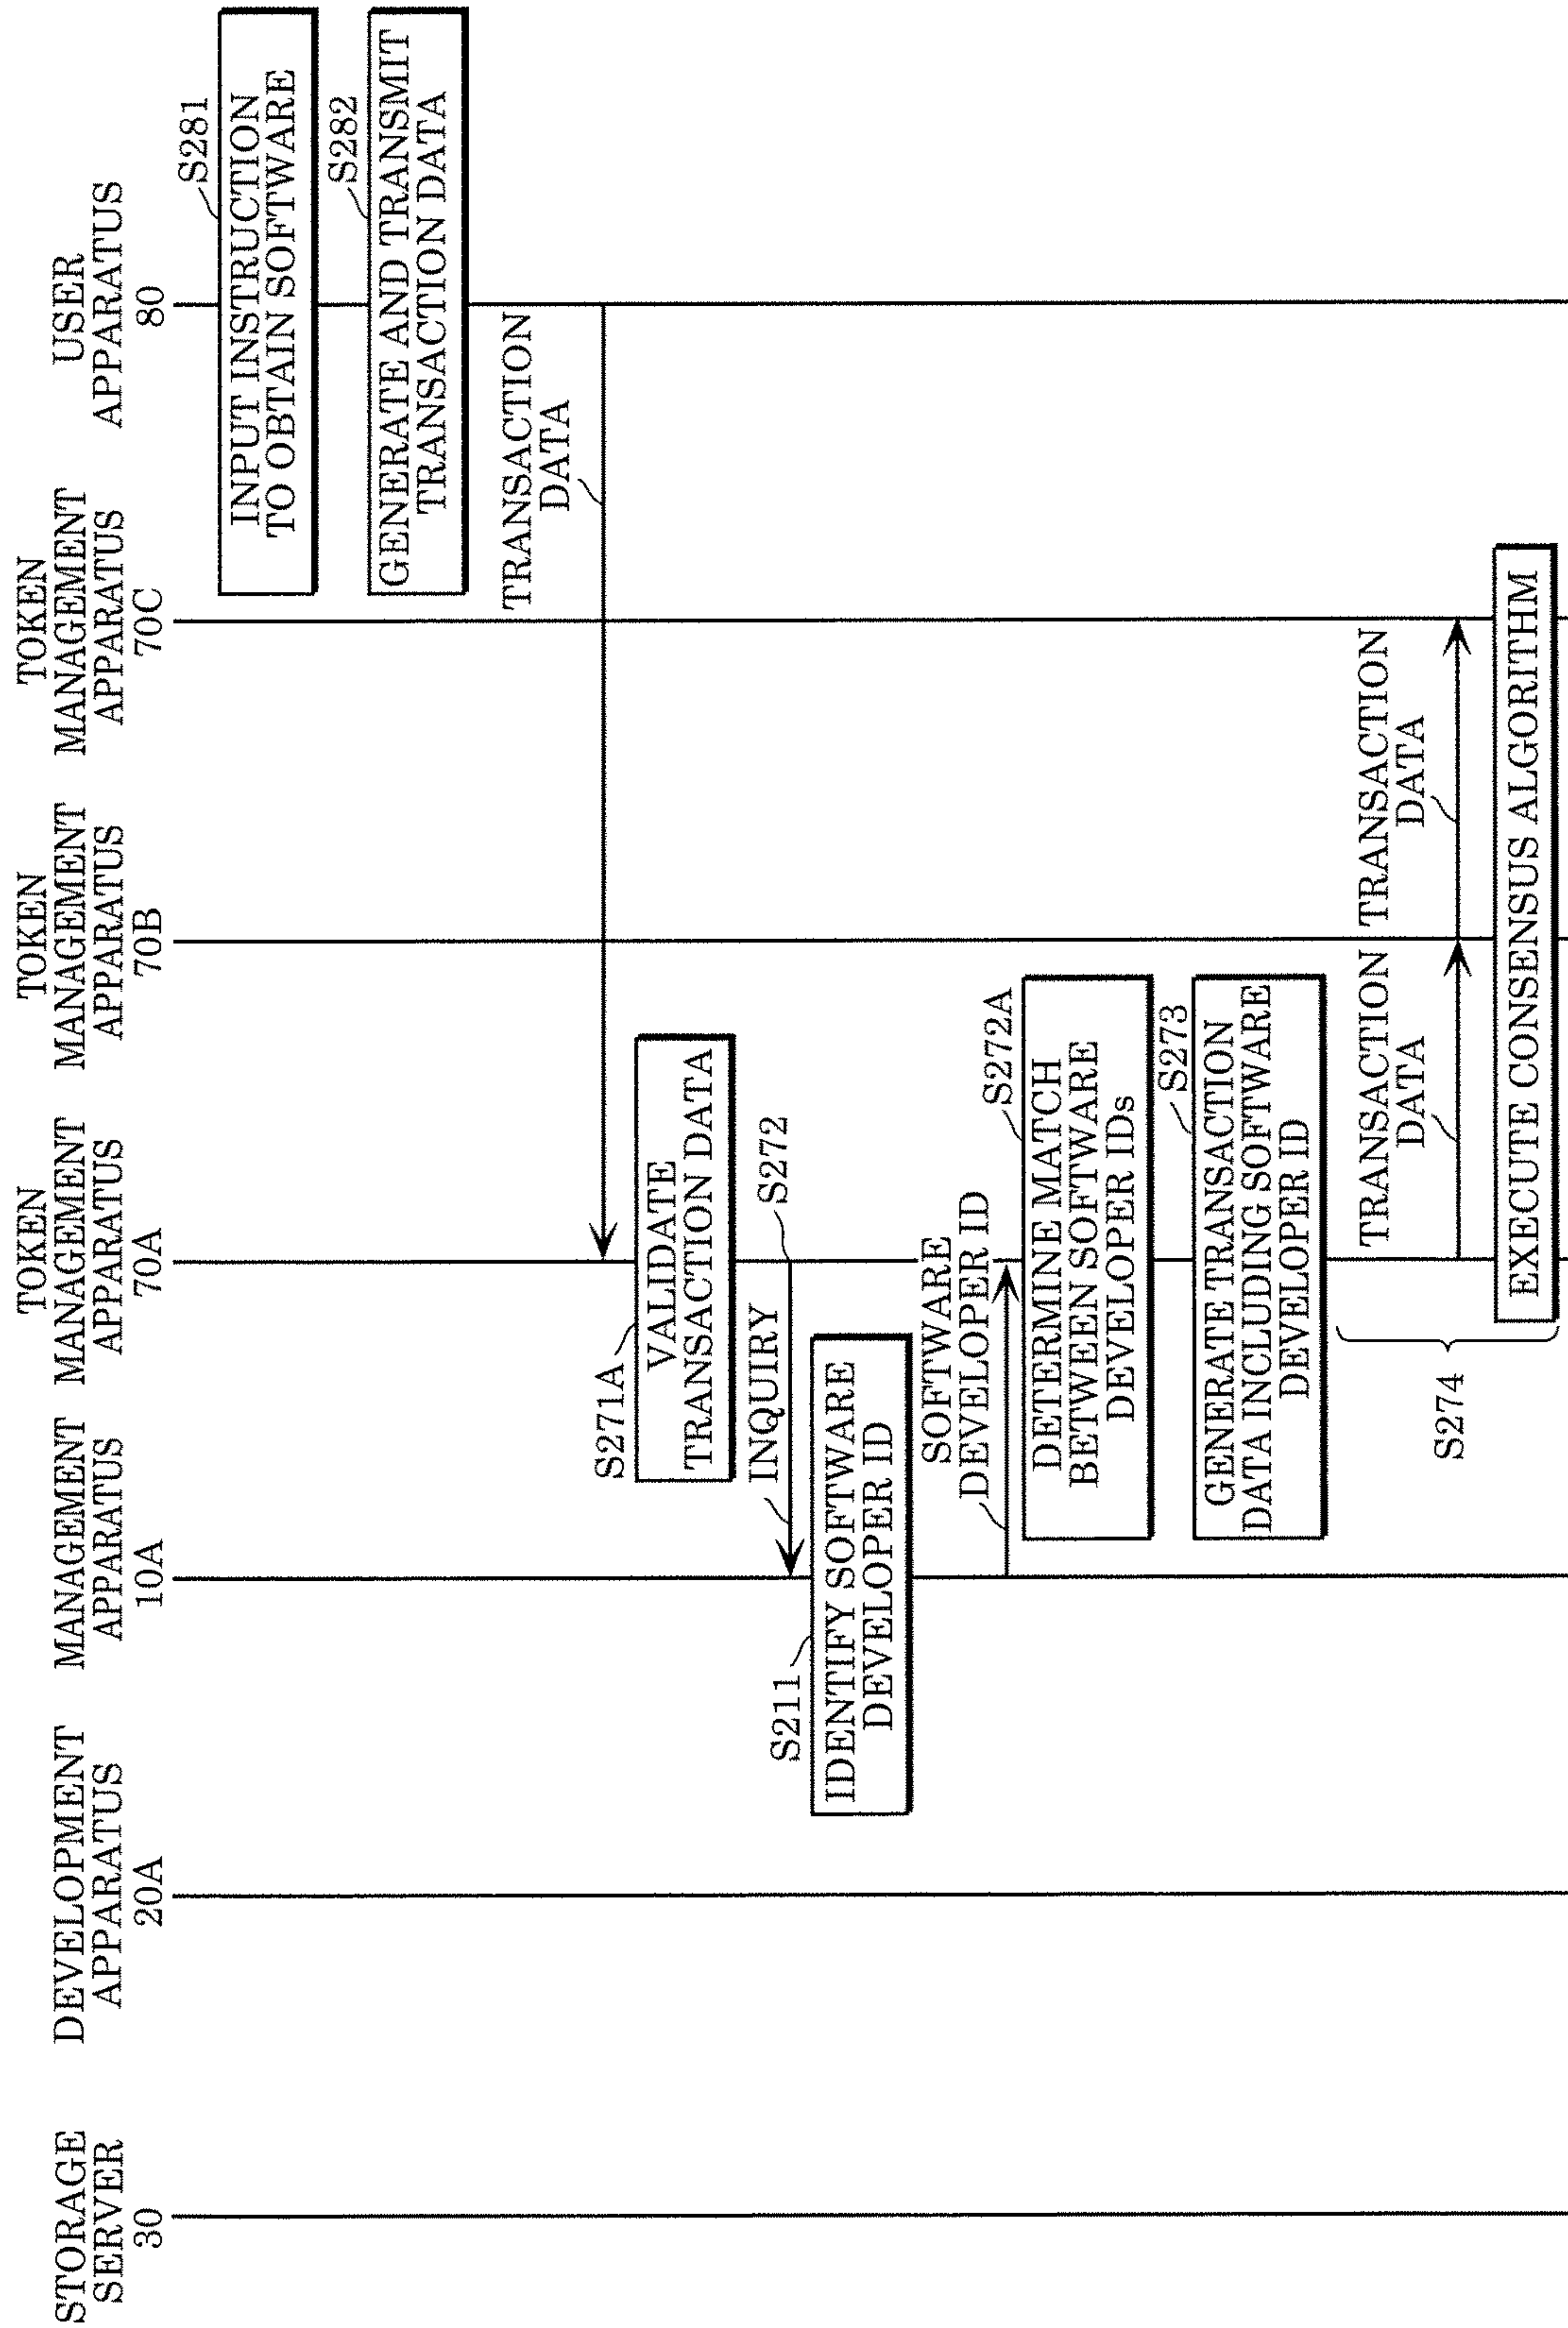 STORAGE
SERVER
30
DEVELOPMENT
APPARATUS
20A
MANAGEMENT
APPARATUS
10A
TOKEN
MANAGEMENT
APPARATUS
70A
TOKEN
MANAGEMENT
APPARATUS
70B
TOKEN
MANAGEMENT
APPARATUS
70C
USER
APPARATUS
80
S281
INPUT INSTRUCTION
TO OBTAIN SOFTWARE
S282
GENERATE AND TRANSMIT
TRANSACTION DATA
TRANSACTION
DATA
S271A
VALIDATE
TRANSACTION DATA
INQUIRY
S272
S211
IDENTIFY SOFTWARE
DEVELOPER ID
SOFTWARE
DEVELOPER ID
S272A
DETERMINE MATCH
BETWEEN SOFTWARE
DEVELOPER IDs
S273
GENERATE TRANSACTION
DATA INCLUDING SOFTWARE
DEVELOPER ID
TRANSACTION
DATA
TRANSACTION
DATA
S274
EXECUTE CONSENSUS ALGORITHM